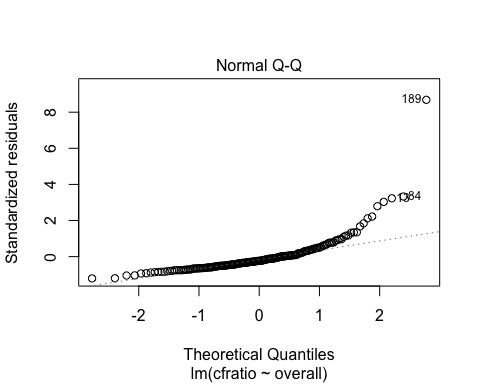 Normal Q-Q
Standardized residuals
8
6
4
2
0
189
184
-2 -1 0 1 2
Theoretical Quantiles
lm(cfratio ~ overall)